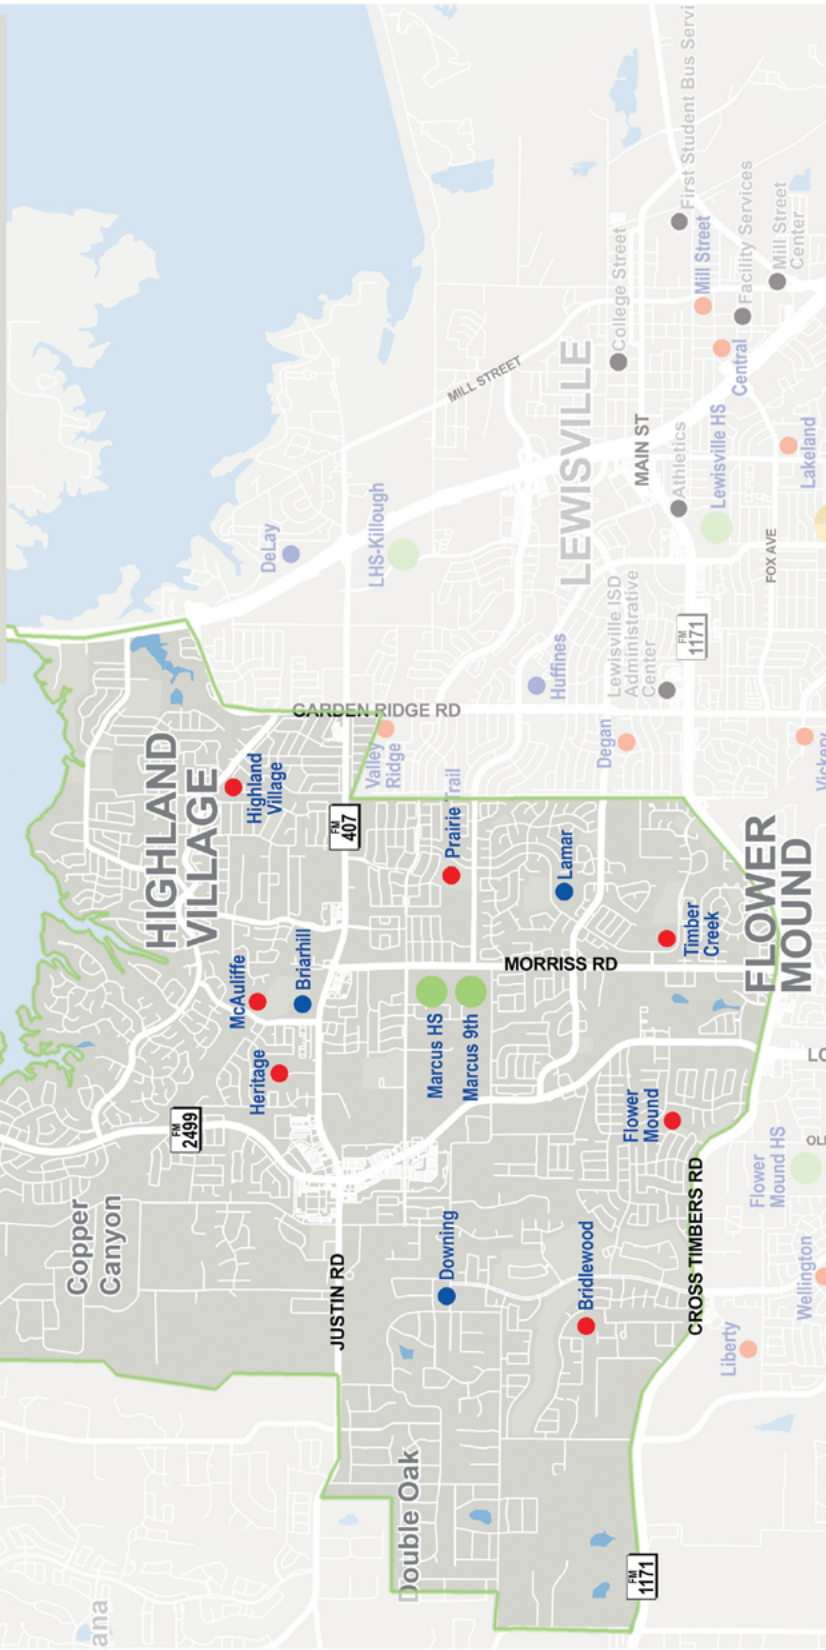 First Student Bus Servi
Mill Street
Facility Services
Mill Street
Center
College Street
Central
MILL STREET
LEWISVILLE
MAIN ST
Athletics
Lewisville HS
Lakeland
DeLay
LHS-Killough
FOX AVE
Lewisville ISD
Administrative
Center
FM
1171
Huffines
GARDEN RIDGE RD
Degan
Vickery
Valley
Ridge
HIGHLAND
VILLAGE
Highland
Village
FM
407
Prairie Trail
Lamar
Timber
Creek
FLOWER
MOUND
MORRISS RD
McAuliffe
Briarhill
Heritage
Marcus HS
Marcus 9th
FM
2499
Flower
Mound
LO
OL
Flower
Mound HS
Copper
Canyon
JUSTIN RD
Downing
Bridlewood
CROSS TIMBERS RD
Wellington
Liberty
Double Oak
FM
1171
ana